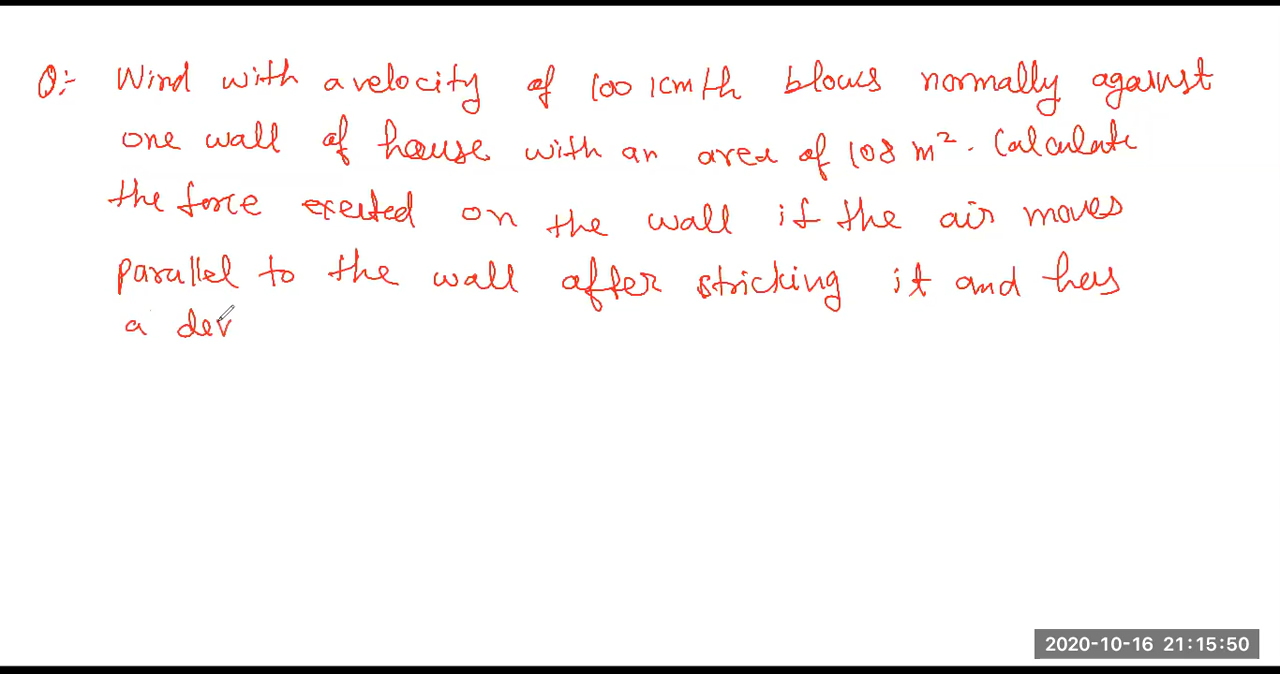 Q:- Wind with a velocity of 100 km/h blows normally against
one wall of house with an area of 108 m². Calculate
the force exerted on the wall if the air moves
parallel to the wall after stricking it and has
a dev
2020-10-16 21:15:50